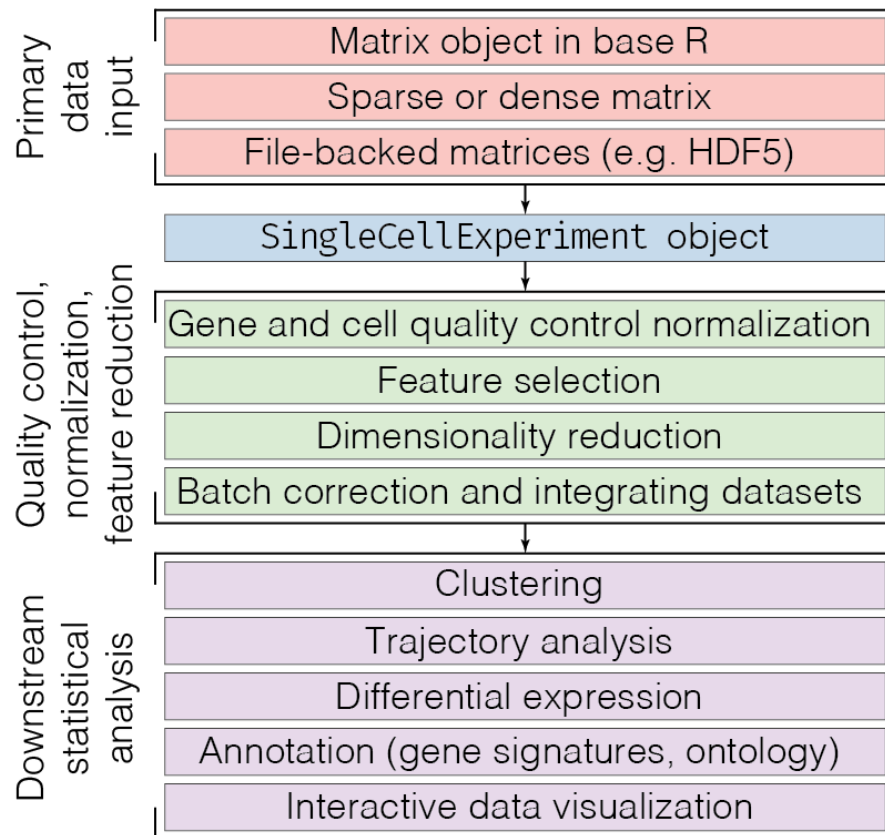 Primary
data
input
Matrix object in base R
Sparse or dense matrix
File-backed matrices (e.g. HDF5)
SingleCellExperiment object
Quality control,
normalization,
feature reduction
Gene and cell quality control normalization
Feature selection
Dimensionality reduction
Batch correction and integrating datasets
Downstream
statistical
analysis
Clustering
Trajectory analysis
Differential expression
Annotation (gene signatures, ontology)
Interactive data visualization